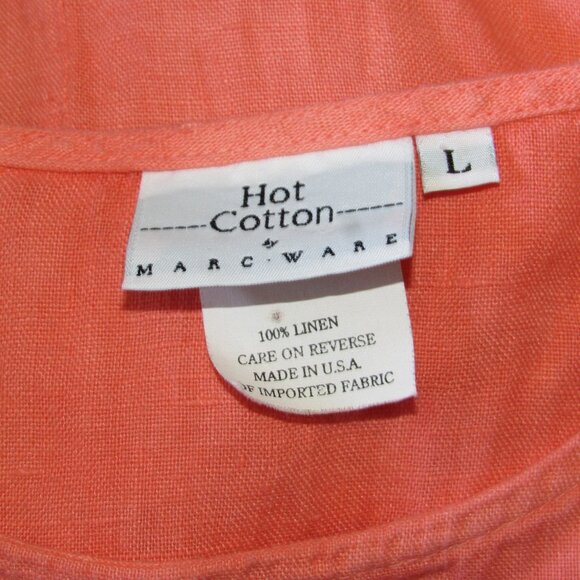 Hot
Cotton
by
MARC·WARE
L
100% LINEN
CARE ON REVERSE
MADE IN U.S.A.
OF IMPORTED FABRIC